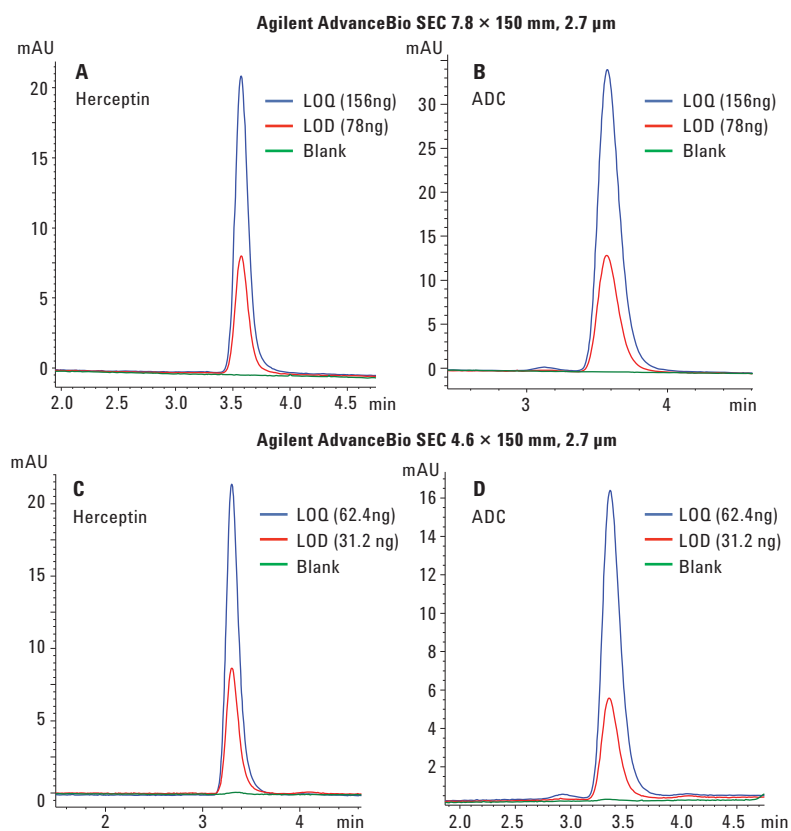 Agilent AdvanceBio SEC 7.8 × 150 mm, 2.7 µm
mAU
A
Herceptin
LOQ (156ng)
LOD (78ng)
Blank
20
15
10
5
0
2.0 2.5 3.0 3.5 4.0 4.5 min
mAU
B
ADC
LOQ (156ng)
LOD (78ng)
Blank
30
25
20
15
10
5
0
3 4 min
Agilent AdvanceBio SEC 4.6 × 150 mm, 2.7 µm
mAU
C
Herceptin
LOQ (62.4ng)
LOD (31.2 ng)
Blank
20
15
10
5
0
2 3 4 min
mAU
D
ADC
LOQ (62.4ng)
LOD (31.2 ng)
Blank
16
14
12
10
8
6
4
2
2.0 2.5 3.0 3.5 4.0 4.5 min